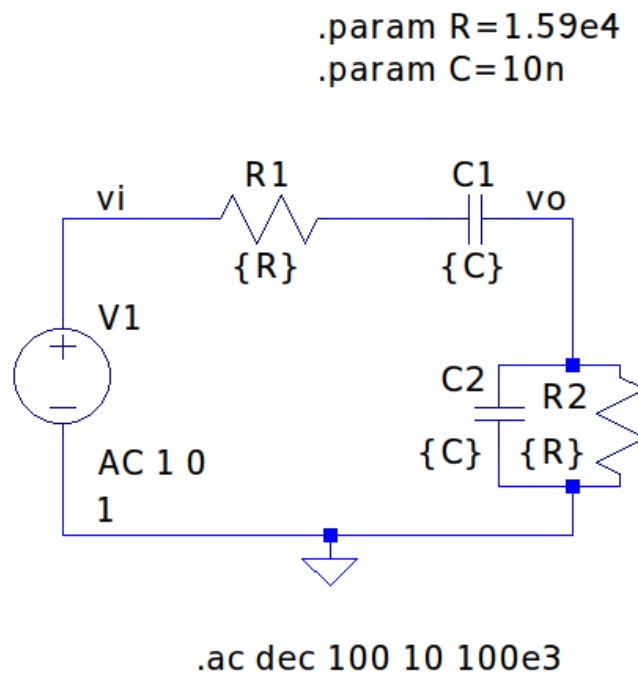 .param R=1.59e4
.param C=10n
R1
C1
vi
vo
{R}
{C}
V1
C2
R2
{C}
{R}
AC 1 0
1
.ac dec 100 10 100e3